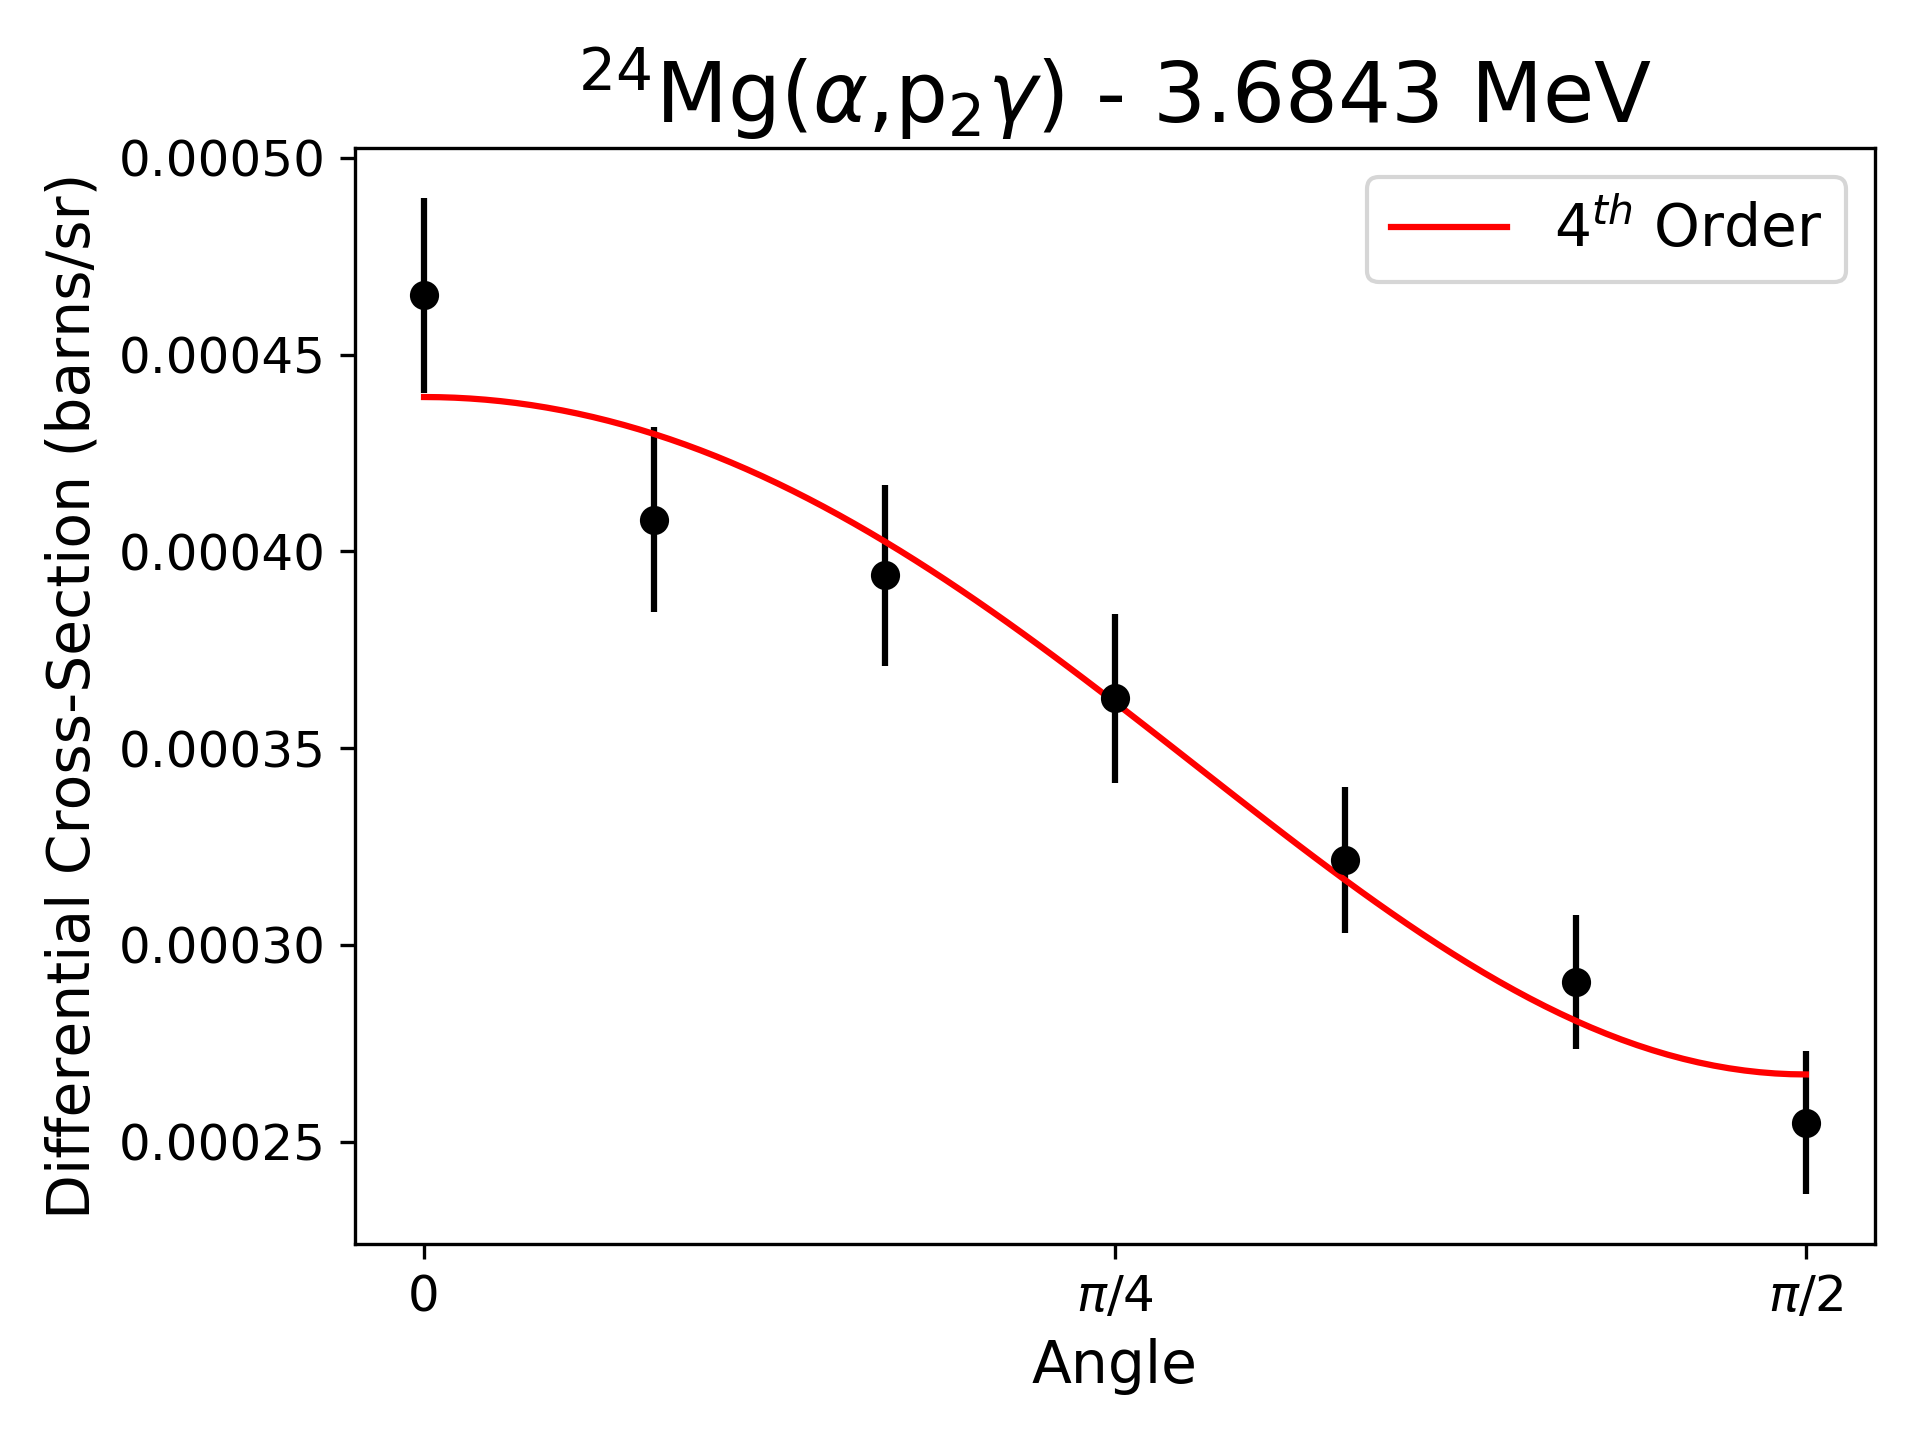 ²⁴Mg(α,p₂γ) - 3.6843 MeV
Differential Cross-Section (barns/sr)
0.00050
0.00045
0.00040
0.00035
0.00030
0.00025
4ᵗʰ Order
0 π/4 π/2
Angle